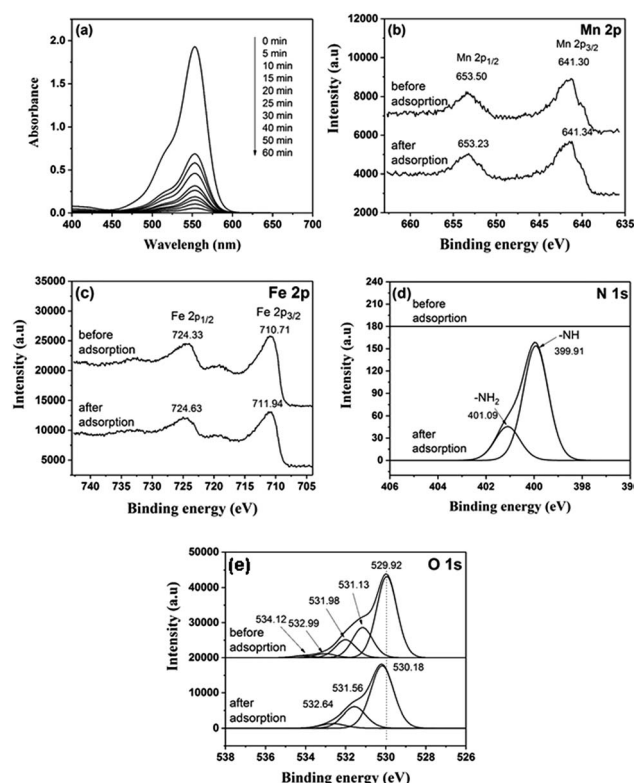 (a)
2.0
1.5
1.0
0.5
0.0
Absorbance
0 min
5 min
10 min
15 min
20 min
25 min
30 min
40 min
50 min
60 min
400 450 500 550 600 650 700
Wavelengh (nm)
(b)
Mn 2p
12000
10000
8000
6000
4000
2000
Intensity (a.u)
Mn 2p1/2
653.50
Mn 2p3/2
641.30
before
adsoprtion
after
adsorption
653.23
641.34
660 655 650 645 640 635
Binding energy (eV)
(c)
Fe 2p
35000
30000
25000
20000
15000
10000
5000
Intensity (a.u)
Fe 2p1/2
724.33
Fe 2p3/2
710.71
before
adsorption
after
adsorption
724.63
711.94
740 735 730 725 720 715 710 704
Binding energy (eV)
(d)
N 1s
240
210
180
150
120
90
60
30
0
Intensity (a.u)
before
adsoprtion
-NH
399.91
-NH2
401.09
after
adsorption
406 404 402 400 398 396
Binding energy (eV)
(e)
O 1s
50000
40000
30000
20000
10000
0
Intensity (a.u)
529.92
531.13
531.98
532.99
534.12
before
adsoprtion
530.18
531.56
532.64
after
adsorption
538 536 534 532 530 528 526
Binding energy (eV)